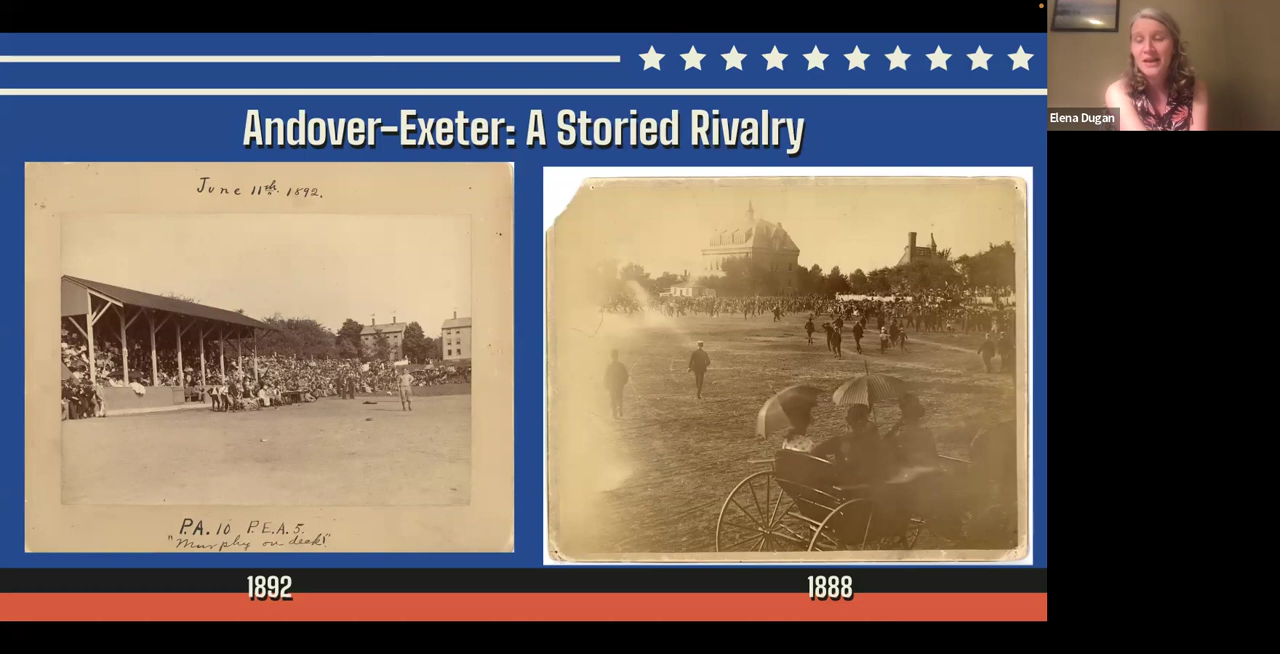 Andover-Exeter: A Storied Rivalry
June 11th. 1892.
P.A. 10 P.E.A. 5.
"Murphy on deck"
1892
1888
Elena Dugan